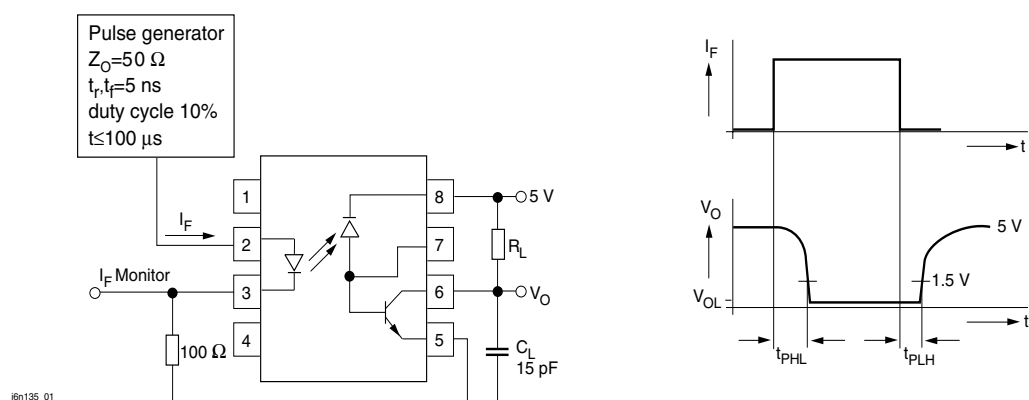 Pulse generator
Z_O=50 Ω
t_r,t_f=5 ns
duty cycle 10%
t≤100 μs
1
8
5 V
I_F
2
7
R_L
I_F Monitor
3
6
V_O
4
5
100 Ω
C_L
15 pF
i6n135_01
I_F
t
V_O
5 V
1.5 V
V_OL
t
t_PHL
t_PLH